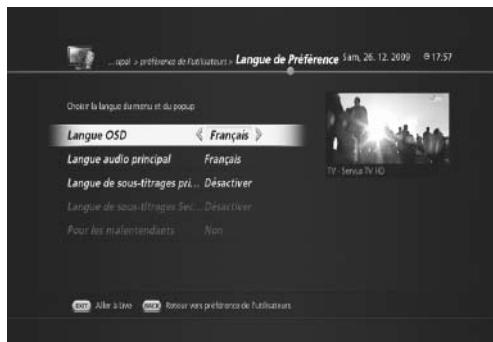 ...opal > préférence de l'utilisateurs > Langue de Préférence Sam, 26. 12. 2009 17:57
Choisir la langue du menu et du popup
Langue OSD Français
Langue audio principal Français
Langue de sous-titrages pri... Désactiver
Langue de sous-titrages Sec... Désactiver
Pour les malentendants Non
TV - Servus TV HD
EXIT Aller à Live BACK Retour vers préférence de l'utilisateurs